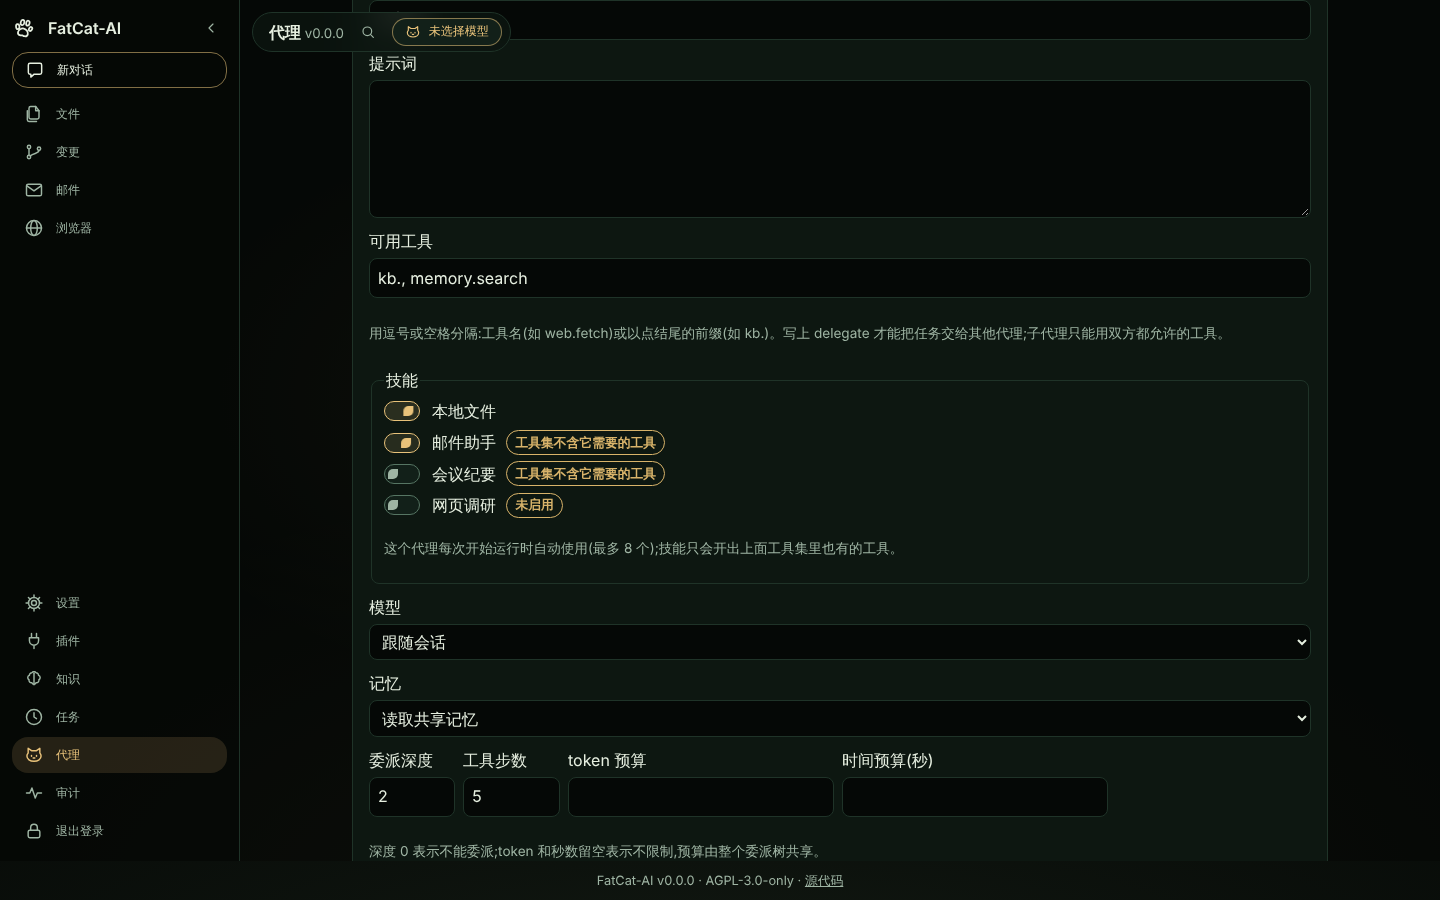 FatCat-AI
新对话
文件
变更
邮件
浏览器
设置
插件
知识
任务
代理
审计
退出登录
代理 v0.0.0 未选择模型
提示词
可用工具
kb., memory.search
用逗号或空格分隔:工具名(如 web.fetch)或以点结尾的前缀(如 kb.)。写上 delegate 才能把任务交给其他代理;子代理只能用双方都允许的工具。
技能
本地文件
邮件助手 工具集不含它需要的工具
会议纪要 工具集不含它需要的工具
网页调研 未启用
这个代理每次开始运行时自动使用(最多 8 个);技能只会开出上面工具集里也有的工具。
模型
跟随会话
记忆
读取共享记忆
委派深度 工具步数 token 预算 时间预算(秒)
2 5
深度 0 表示不能委派;token 和秒数留空表示不限制,预算由整个委派树共享。
FatCat-AI v0.0.0 · AGPL-3.0-only · 源代码